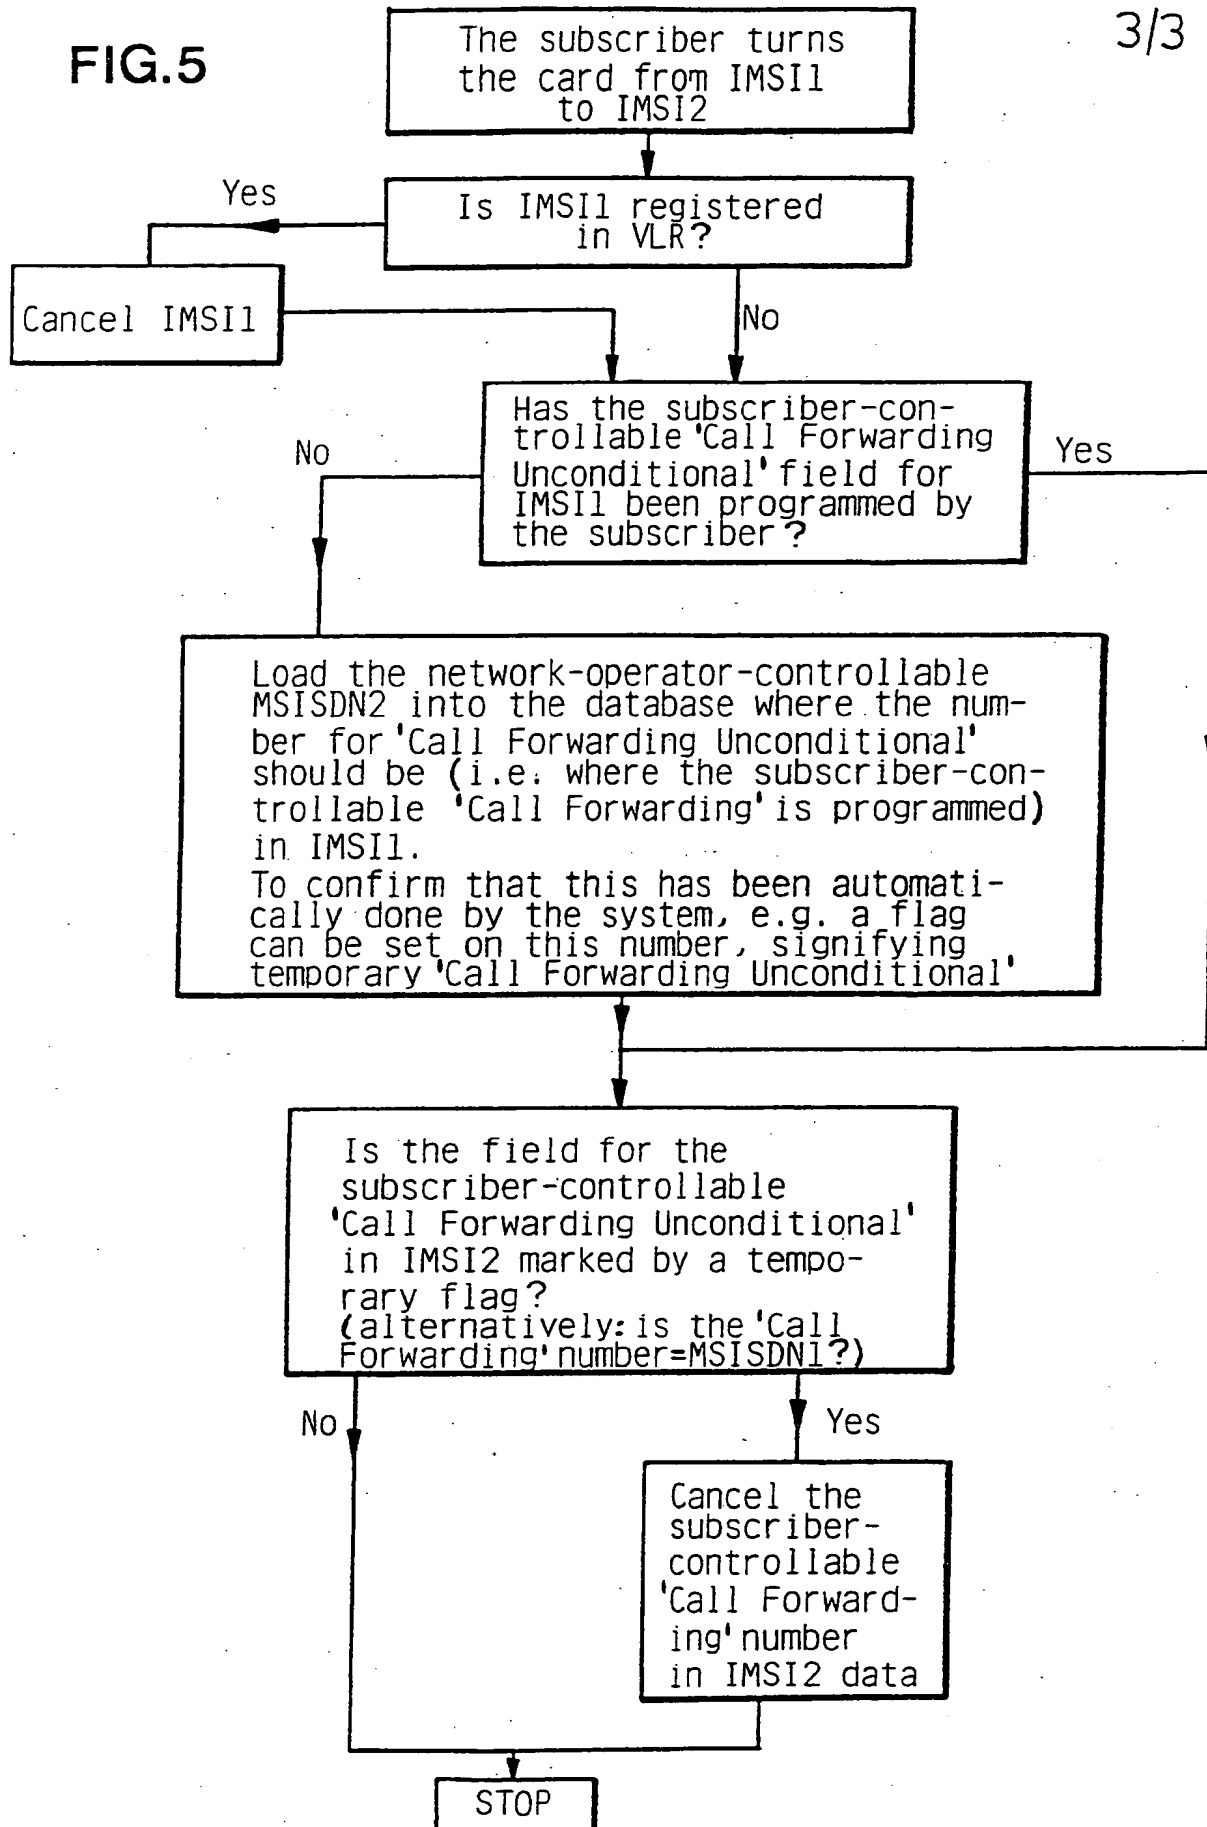 FIG.5
3/3
The subscriber turns
the card from IMSI1
to IMSI2
Yes
Is IMSI1 registered
in VLR?
Cancel IMSI1
No
Has the subscriber-con-
trollable 'Call Forwarding
Unconditional' field for
IMSI1 been programmed by
the subscriber?
No
Yes
Load the network-operator-controllable
MSISDN2 into the database where the num-
ber for 'Call Forwarding Unconditional'
should be (i.e. where the subscriber-con-
trollable 'Call Forwarding' is programmed)
in IMSI1.
To confirm that this has been automati-
cally done by the system, e.g. a flag
can be set on this number, signifying
temporary 'Call Forwarding Unconditional'
Is the field for the
subscriber-controllable
'Call Forwarding Unconditional'
in IMSI2 marked by a tempo-
rary flag?
(alternatively: is the 'Call
Forwarding' number=MSISDN1?)
No
Yes
Cancel the
subscriber-
controllable
'Call Forward-
ing' number
in IMSI2 data
STOP